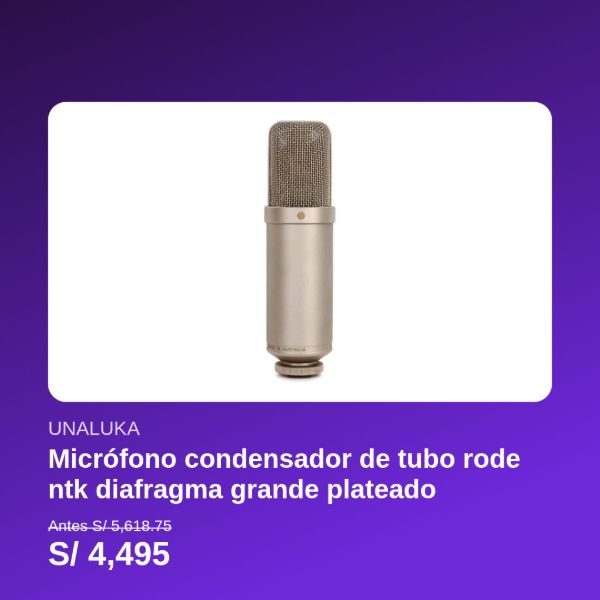 UNALUKA
Micrófono condensador de tubo rode
ntk diafragma grande plateado
Antes S/ 5,618.75
S/ 4,495